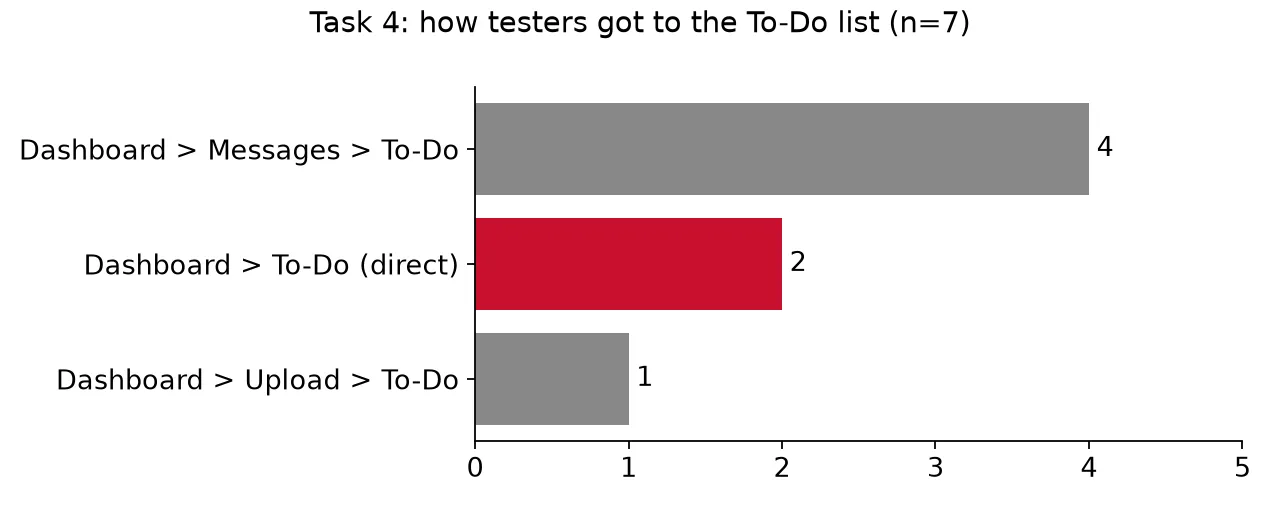 Task 4: how testers got to the To-Do list (n=7)
Dashboard > Messages > To-Do
4
Dashboard > To-Do (direct)
2
Dashboard > Upload > To-Do
1
0 1 2 3 4 5